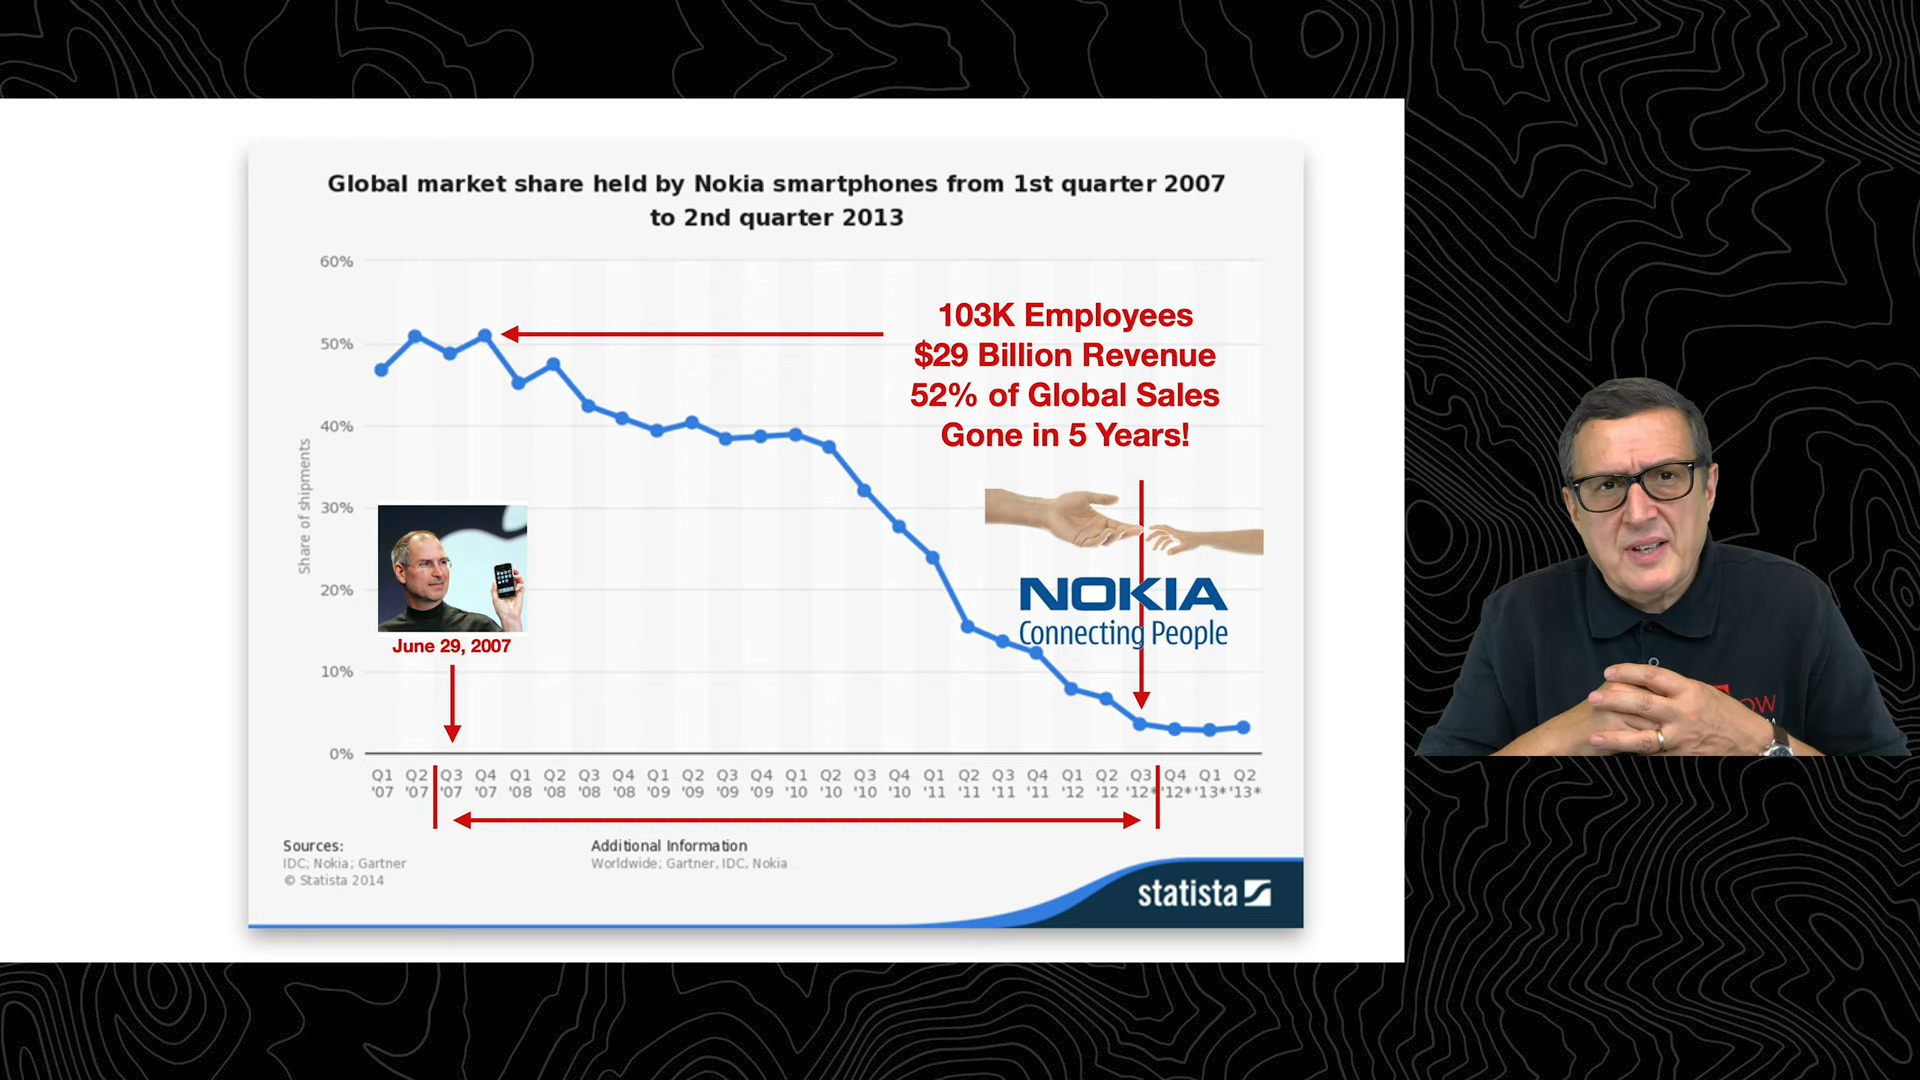 Global market share held by Nokia smartphones from 1st quarter 2007
to 2nd quarter 2013
60%
50%
40%
30%
20%
10%
0%
Share of shipments
103K Employees
$29 Billion Revenue
52% of Global Sales
Gone in 5 Years!
NOKIA
Connecting People
June 29, 2007
Q1 Q2 Q3 Q4 Q1 Q2 Q3 Q4 Q1 Q2 Q3 Q4 Q1 Q2 Q3 Q4 Q1 Q2 Q3 Q4 Q1 Q2 Q3 Q4 Q1 Q2
'07 '07 '07 '07 '08 '08 '08 '08 '09 '09 '09 '09 '10 '10 '10 '10 '11 '11 '11 '11 '12 '12 '12* '12* '13* '13*
Sources:
IDC; Nokia; Gartner
© Statista 2014
Additional Information
Worldwide; Gartner, IDC, Nokia
statista